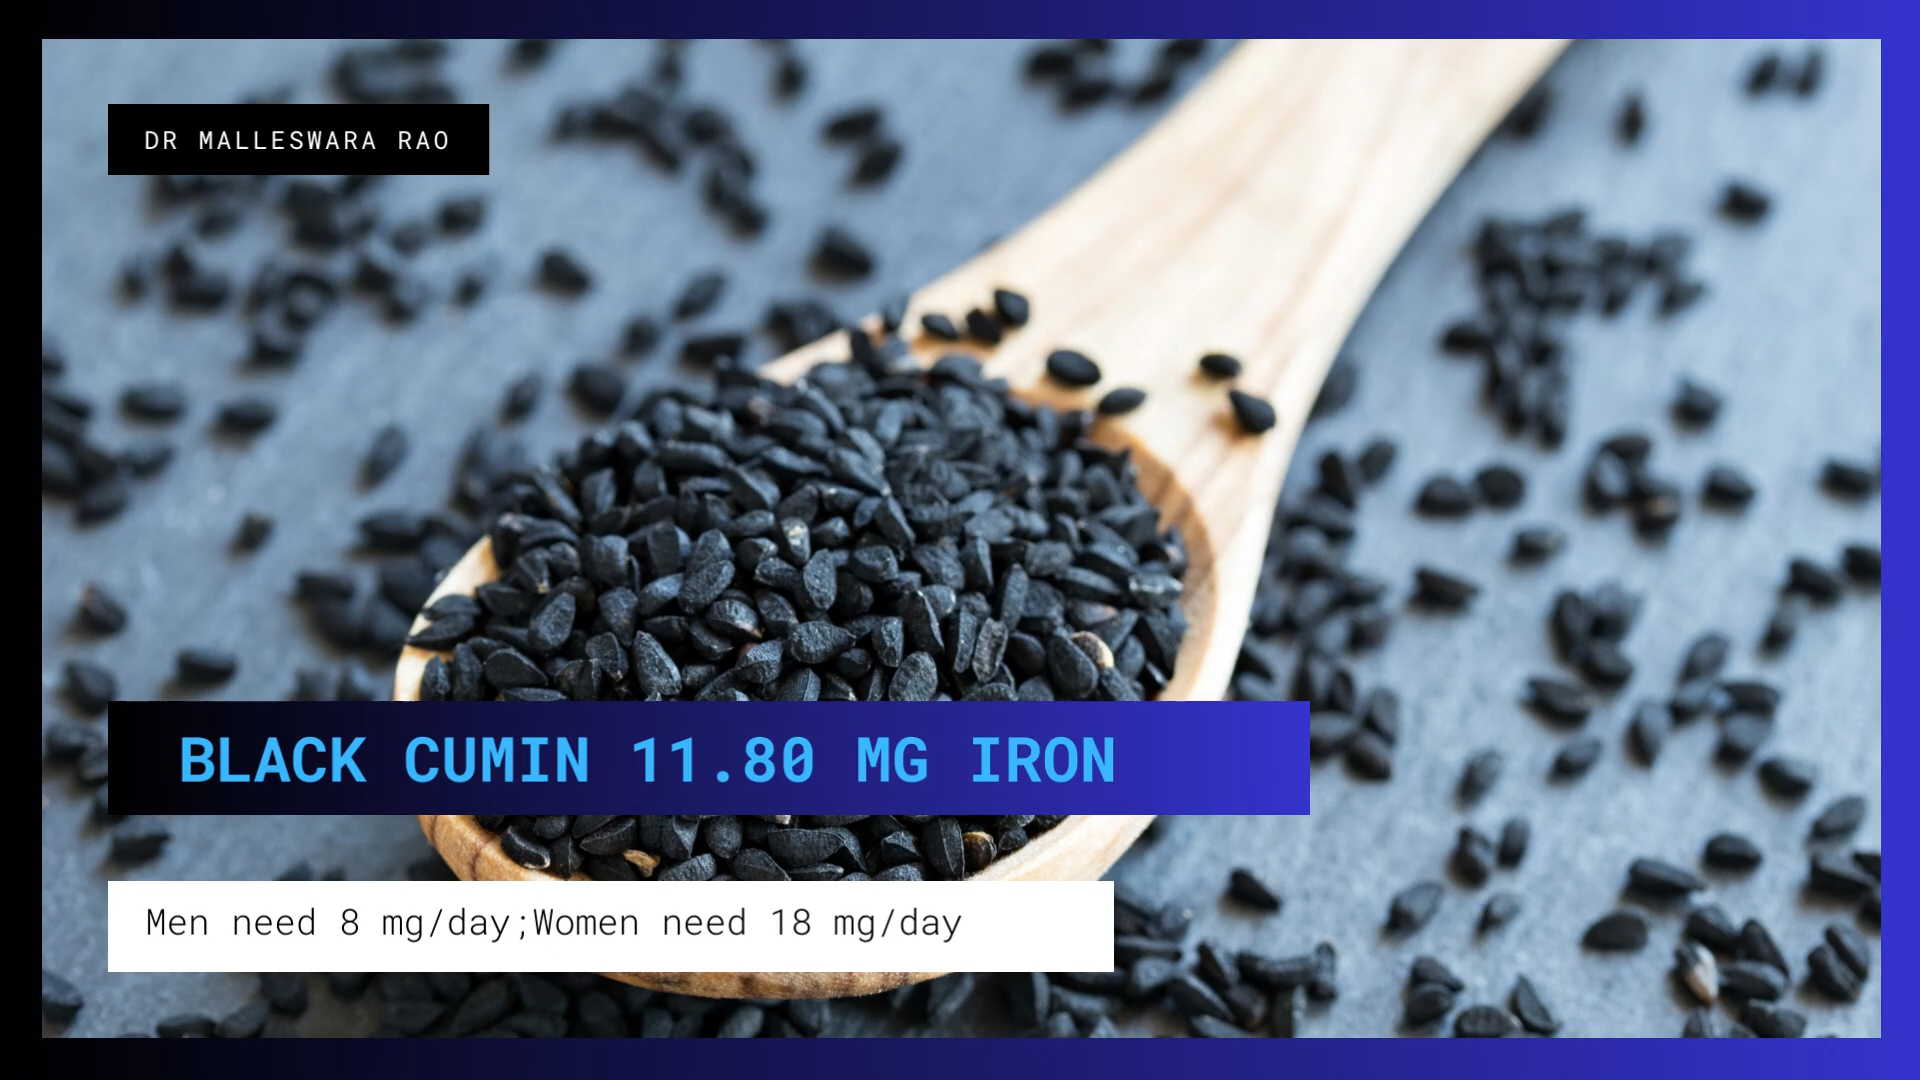 DR MALLESWARA RAO
BLACK CUMIN 11.80 MG IRON
Men need 8 mg/day;Women need 18 mg/day